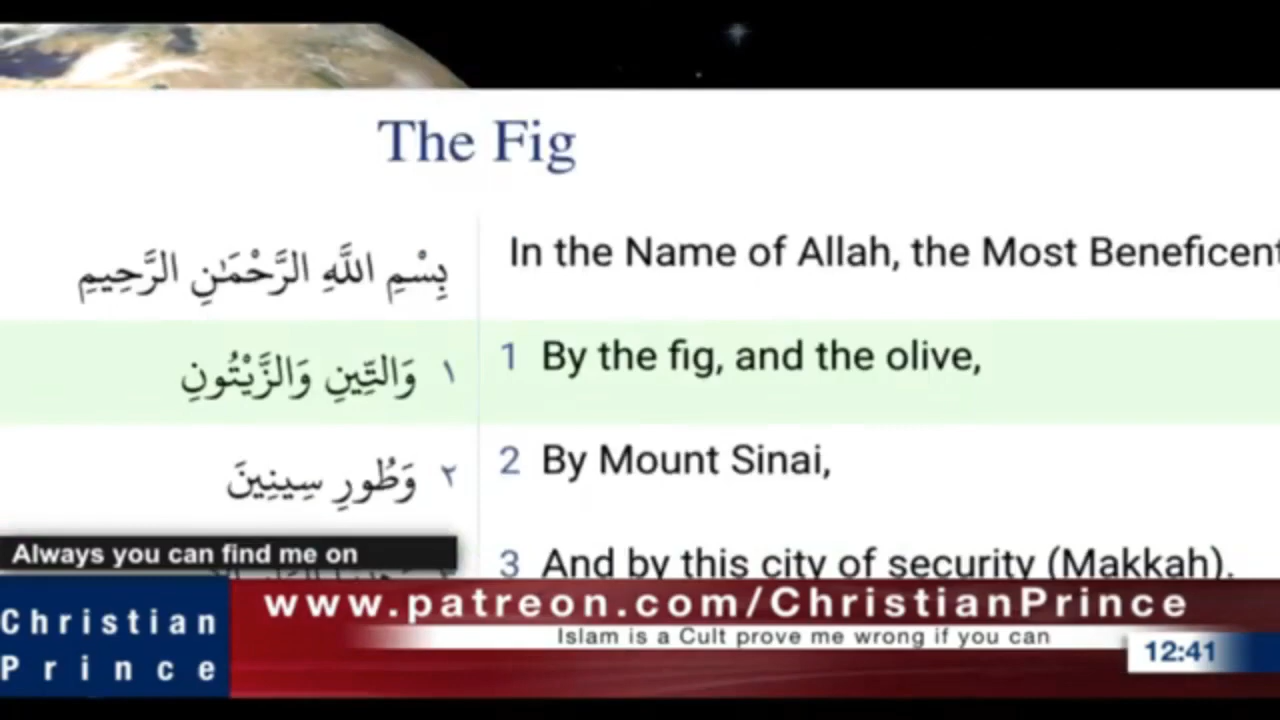 The Fig
بِسْمِ اللَّهِ الرَّحْمَٰنِ الرَّحِيمِ
In the Name of Allah, the Most Beneficent
١ وَالتِّينِ وَالزَّيْتُونِ
1 By the fig, and the olive,
٢ وَطُورِ سِينِينَ
2 By Mount Sinai,
3 And by this city of security (Makkah).
Always you can find me on
www.patreon.com/ChristianPrince
Christian
Prince
Islam is a Cult prove me wrong if you can
12:41